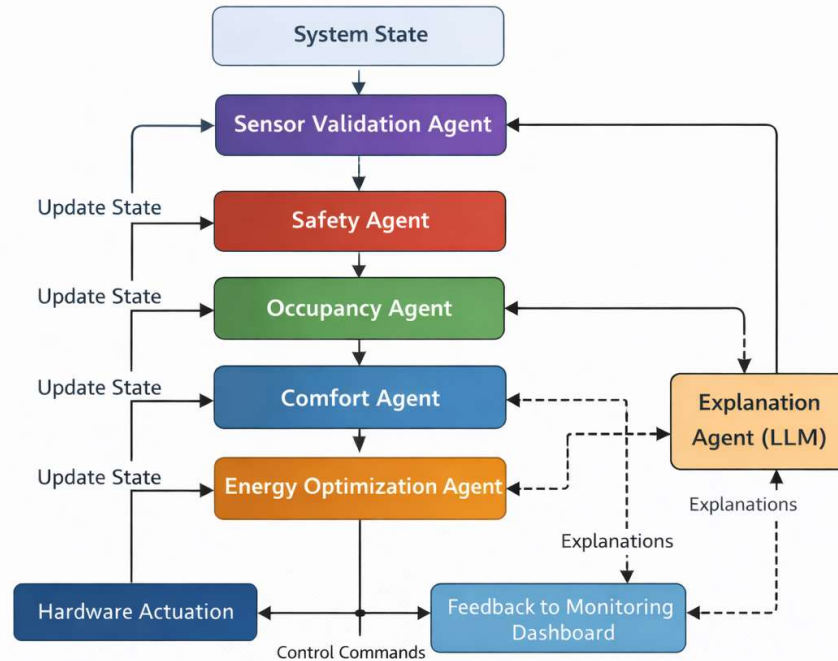 System State
Sensor Validation Agent
Update State
Safety Agent
Update State
Occupancy Agent
Update State
Comfort Agent
Explanation
Agent (LLM)
Update State
Energy Optimization Agent
Explanations
Explanations
Hardware Actuation
Feedback to Monitoring
Dashboard
Control Commands